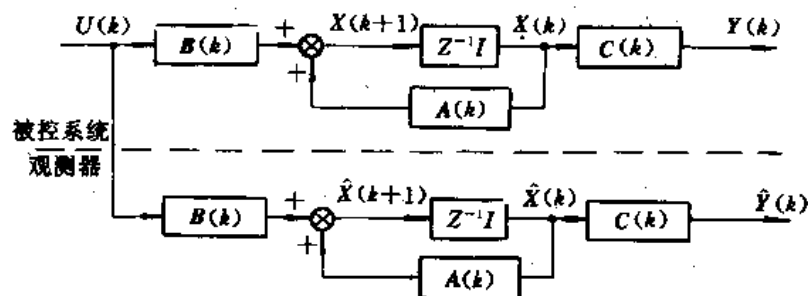 U(k) B(k) + X(k+1) Z⁻¹I X(k) C(k) Y(k)
+ A(k)
被控系统
观测器
B(k) + X̂(k+1) Z⁻¹I X̂(k) C(k) Ŷ(k)
+ A(k)